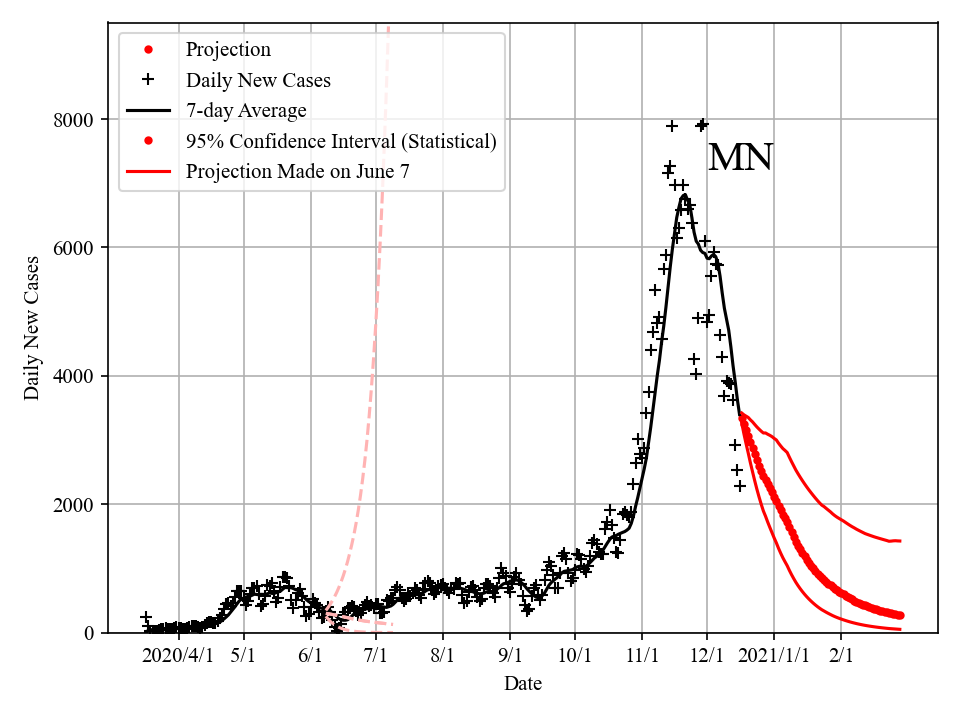 Projection
Daily New Cases
7-day Average
95% Confidence Interval (Statistical)
Projection Made on June 7
MN
8000
6000
4000
2000
0
Daily New Cases
2020/4/1 5/1 6/1 7/1 8/1 9/1 10/1 11/1 12/1 2021/1/1 2/1
Date